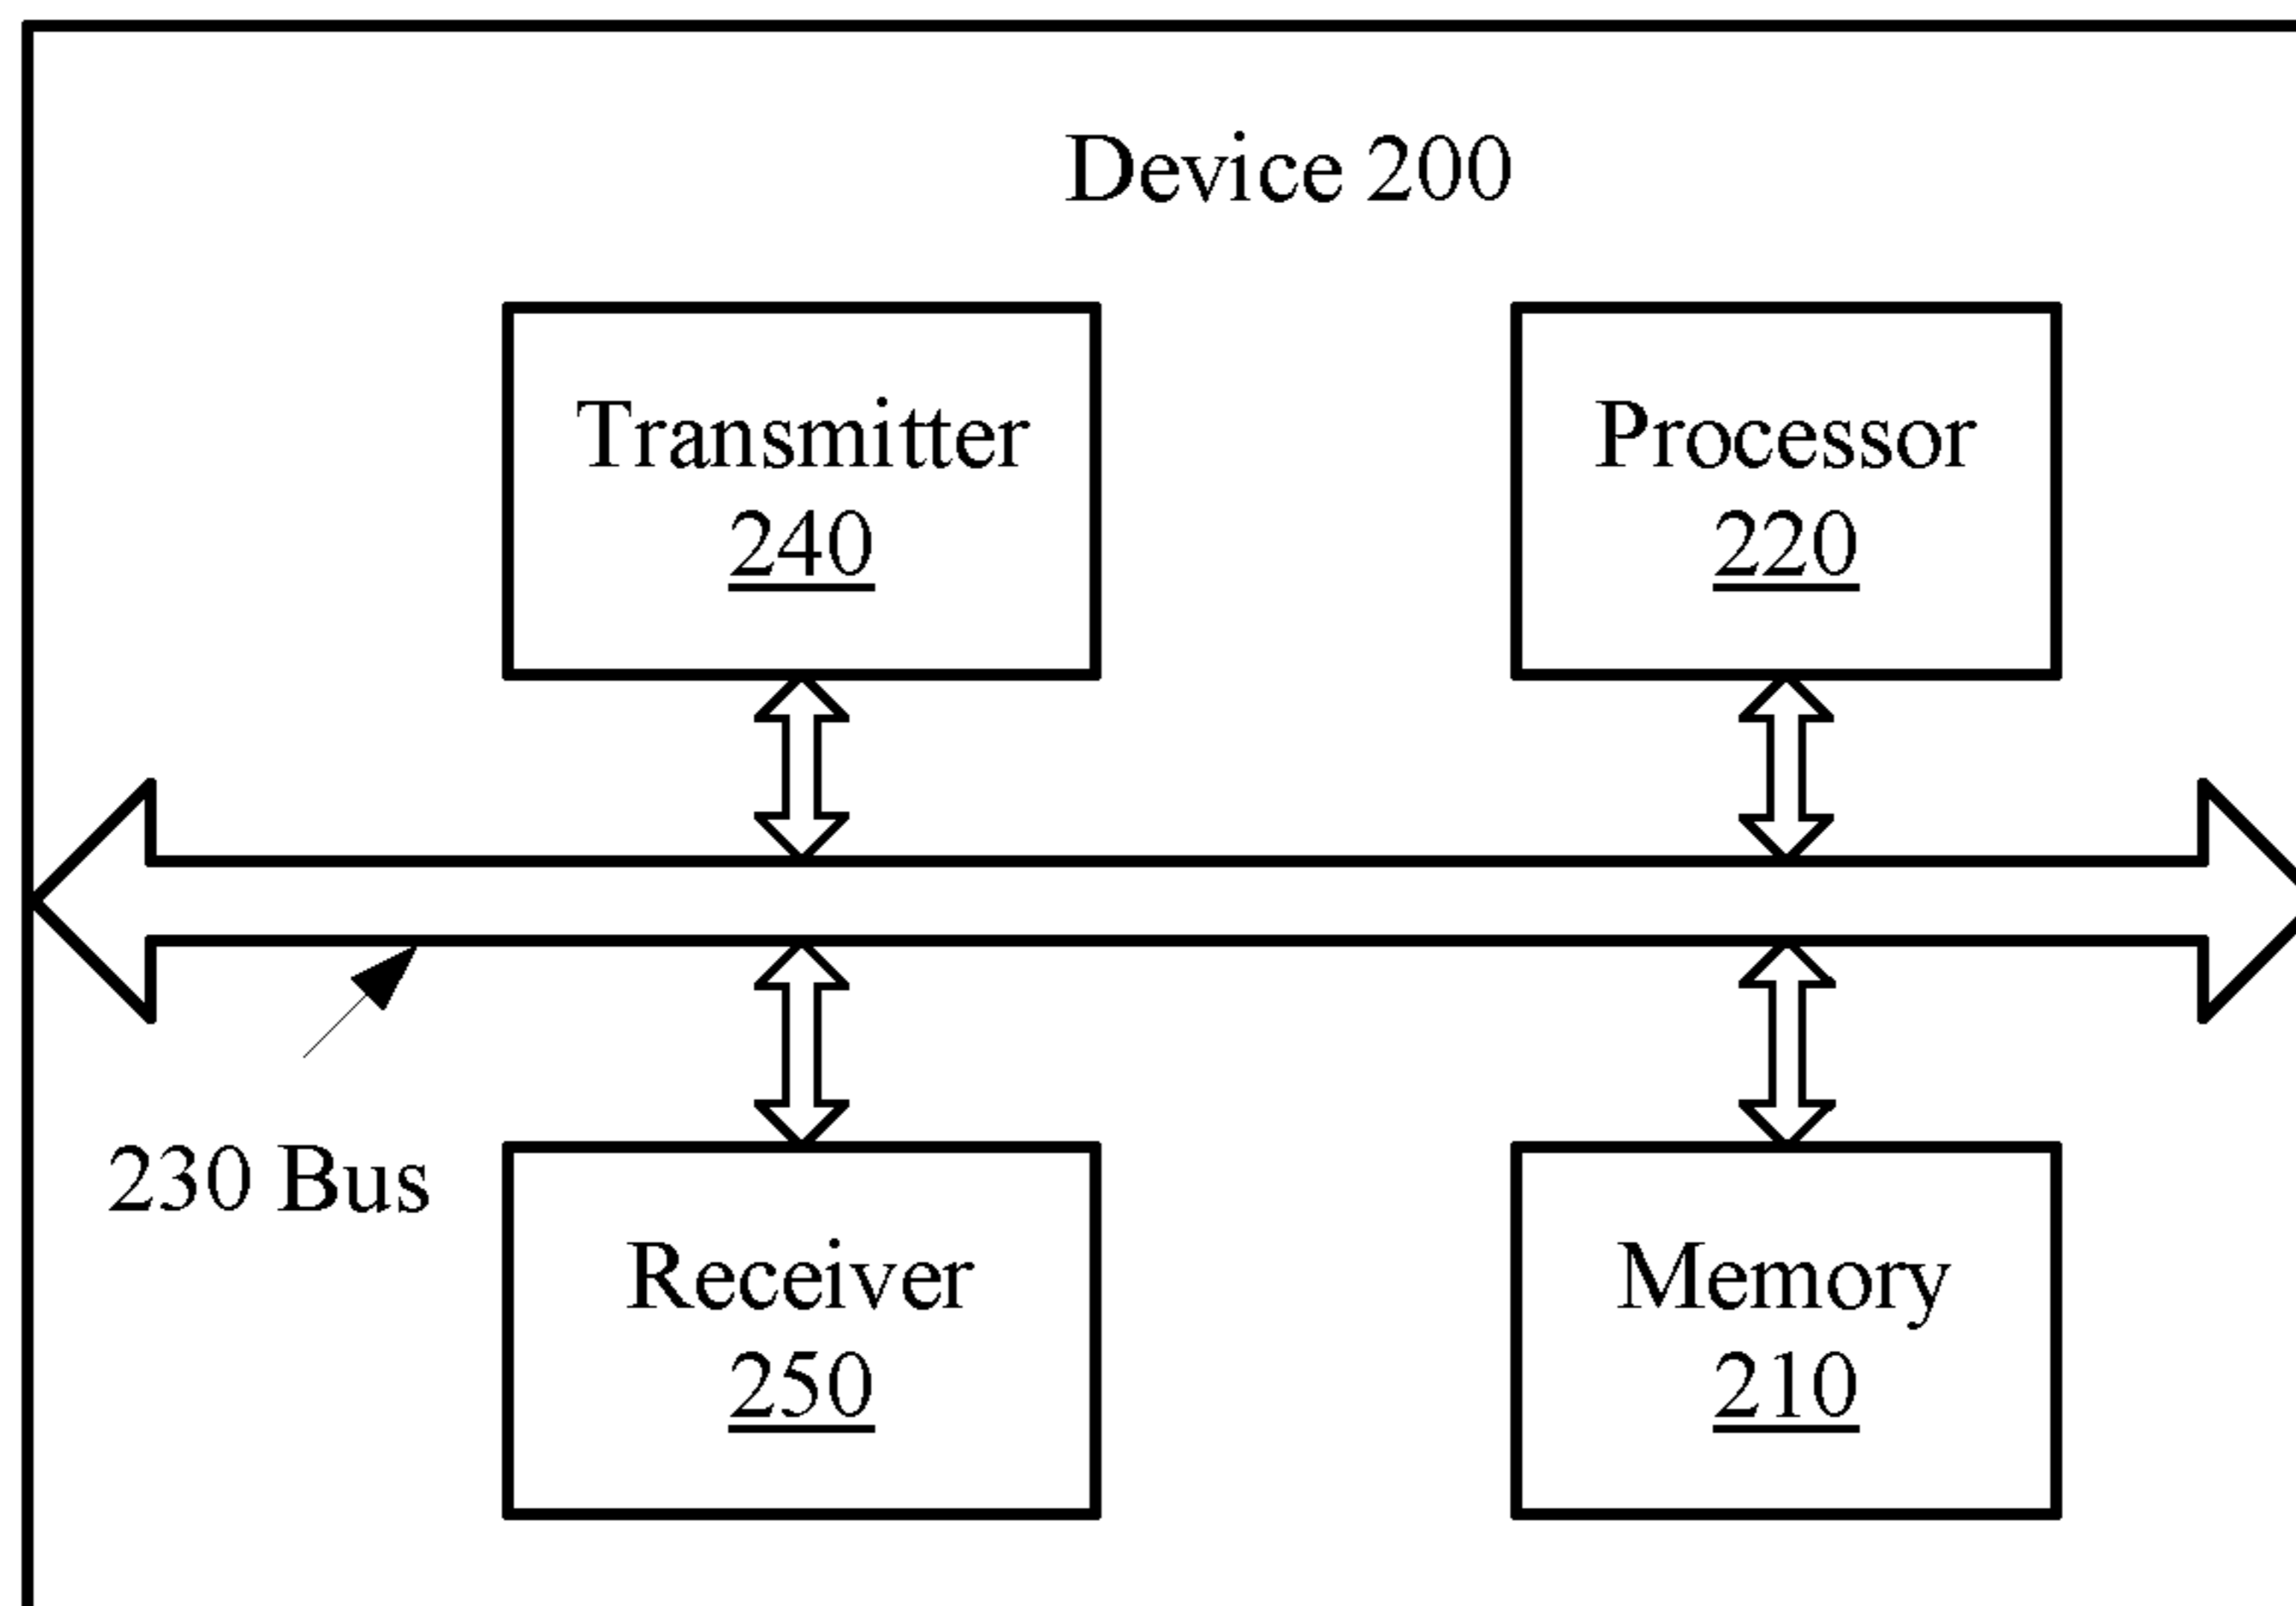 Device 200
Transmitter
240
Processor
220
230 Bus
Receiver
250
Memory
210